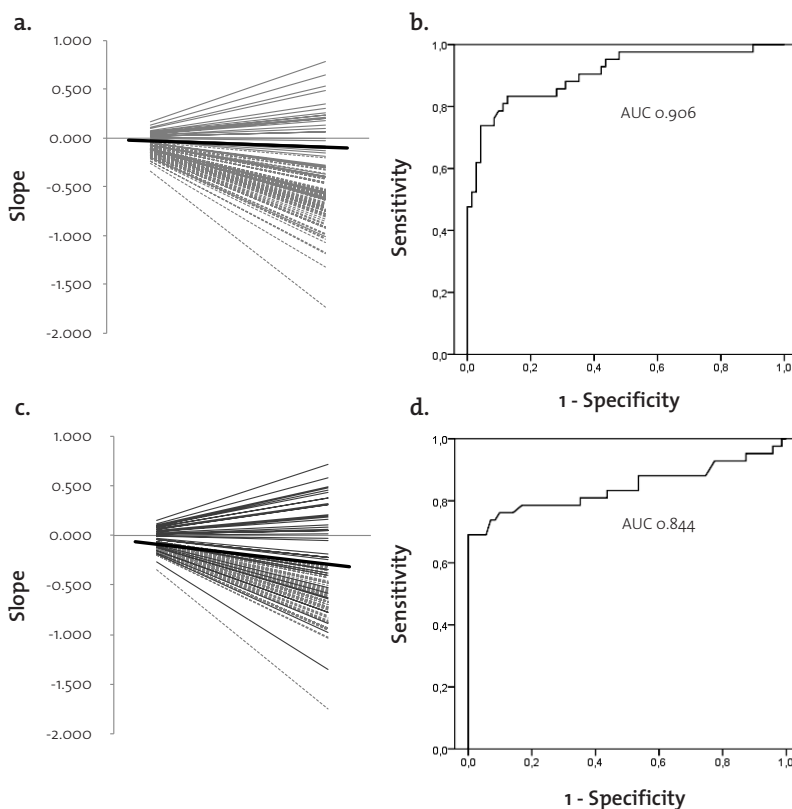 a.
1.000
0.500
0.000
-0.500
-1.000
-1.500
-2.000
Slope
b.
1,0
0,8
0,6
0,4
0,2
0,0
Sensitivity
AUC 0.906
0,0 0,2 0,4 0,6 0,8 1,0
1 - Specificity
c.
1.000
0.500
0.000
-0.500
-1.000
-1.500
-2.000
Slope
d.
1,0
0,8
0,6
0,4
0,2
0,0
Sensitivity
AUC 0.844
0,0 0,2 0,4 0,6 0,8 1,0
1 - Specificity